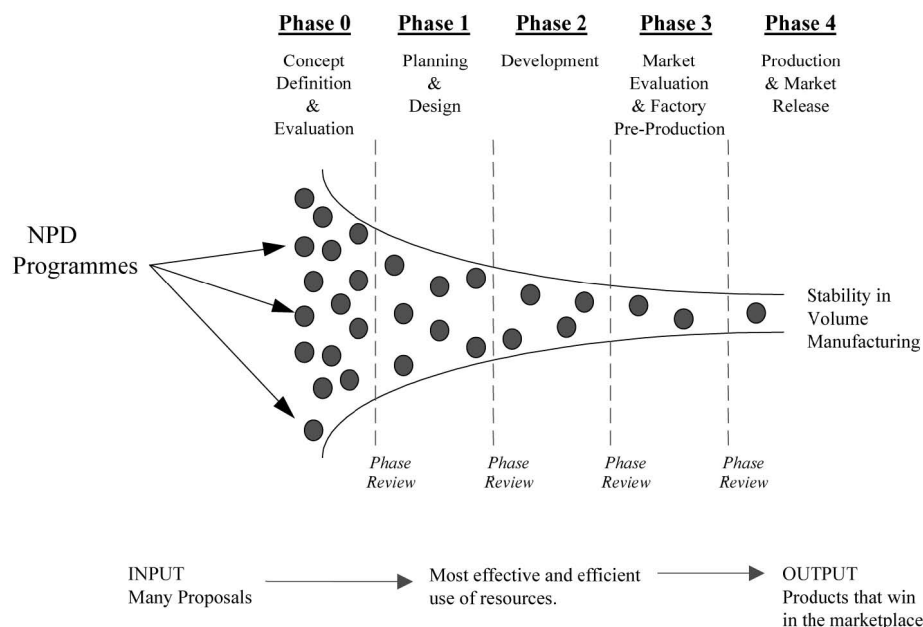 Phase 0
Phase 1
Phase 2
Phase 3
Phase 4
Concept
Definition
&
Evaluation
Planning
&
Design
Development
Market
Evaluation
& Factory
Pre-Production
Production
& Market
Release
NPD
Programmes
Stability in
Volume
Manufacturing
Phase
Review
Phase
Review
Phase
Review
Phase
Review
INPUT
Many Proposals
Most effective and efficient
use of resources.
OUTPUT
Products that win
in the marketplace